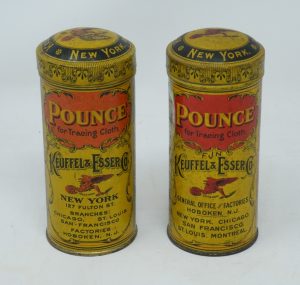 NEW YORK.
POUNCE
for Tracing Cloth.
KEUFFEL & ESSER CO.
NEW YORK
127 FULTON ST.
BRANCHES:
CHICAGO, ST. LOUIS,
SAN-FRANCISCO
FACTORIES
HOBOKEN, N.J.
NEW YORK.
POUNCE
for Tracing Cloth.
FJN
KEUFFEL & ESSER CO.
GENERAL OFFICE / FACTORIES
HOBOKEN, N.J.
NEW YORK, CHICAGO,
SAN FRANCISCO,
ST. LOUIS, MONTREAL.